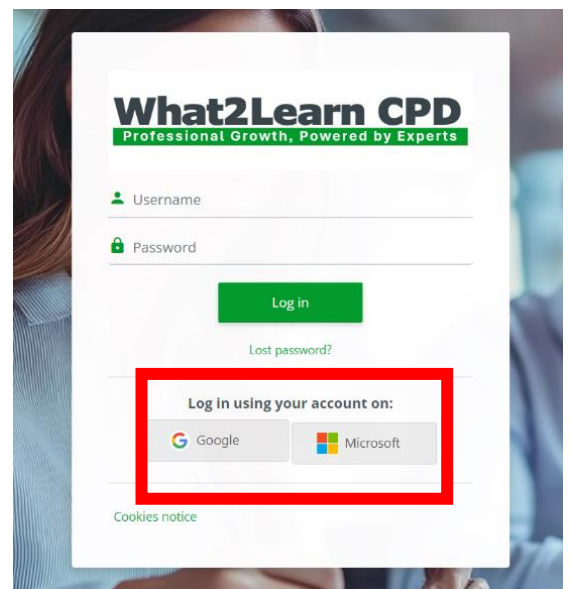 What2Learn CPD
Professional Growth, Powered by Experts
Username
Password
Log in
Lost password?
Log in using your account on:
Google
Microsoft
Cookies notice